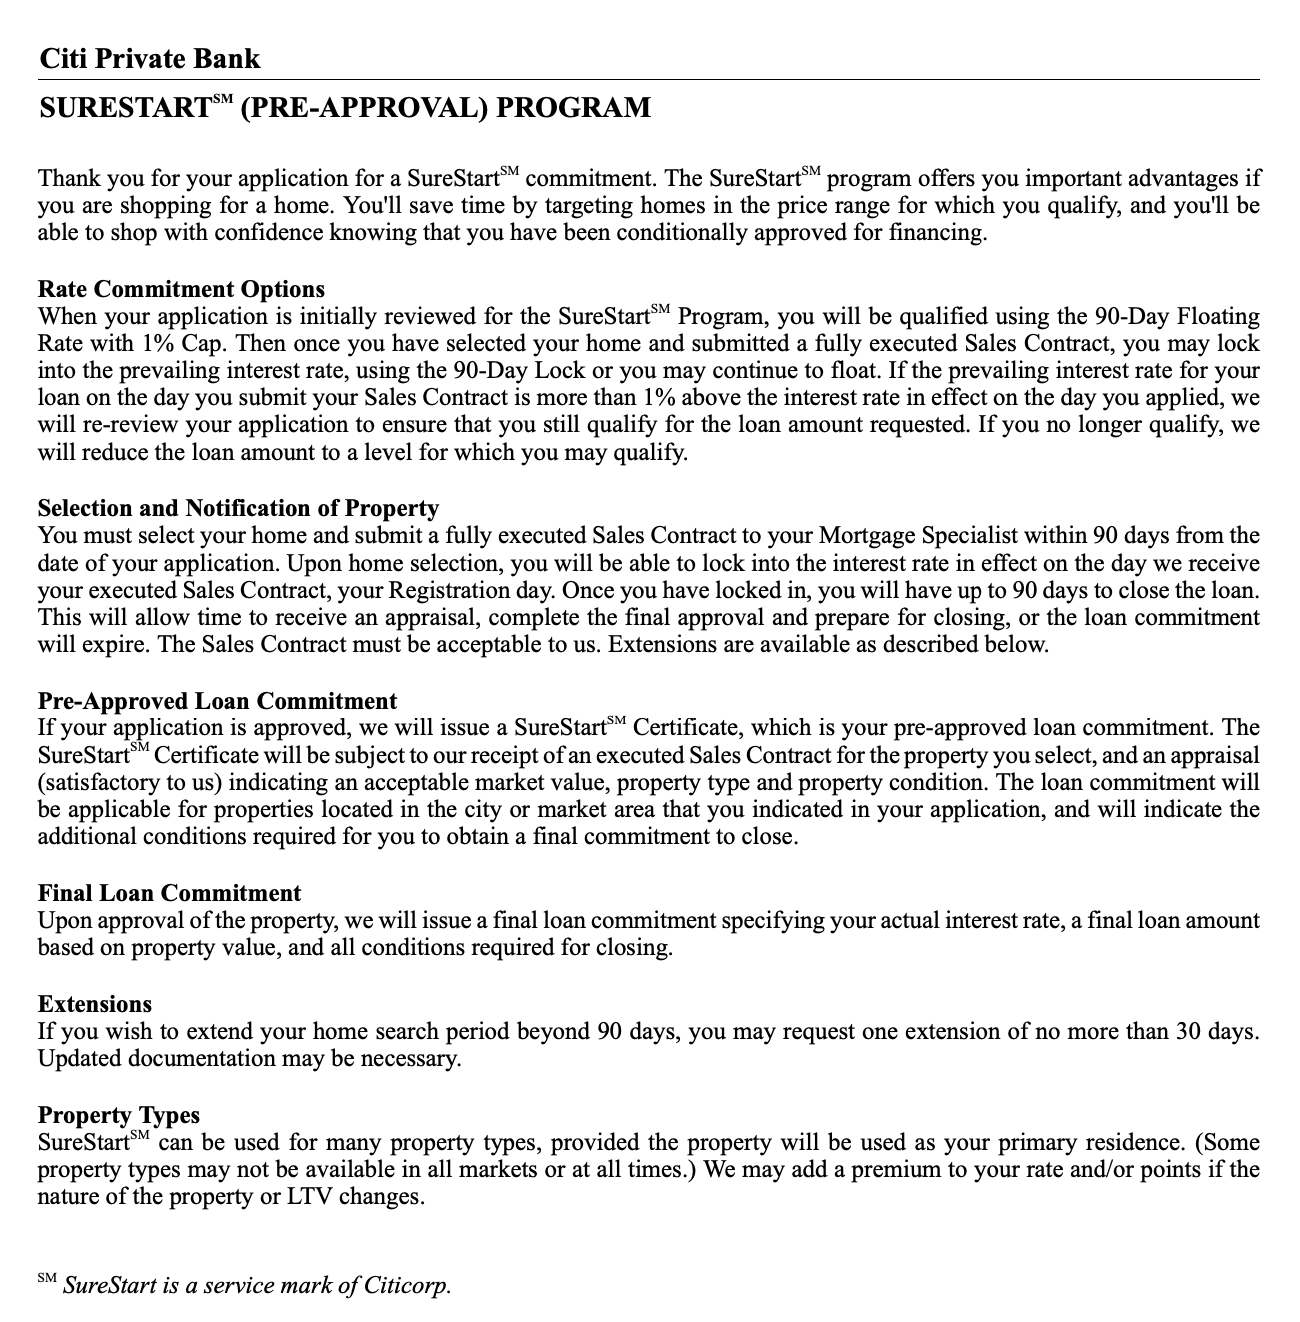 Citi Private Bank
SURESTART℠ (PRE-APPROVAL) PROGRAM
Thank you for your application for a SureStart℠ commitment. The SureStart℠ program offers you important advantages if
you are shopping for a home. You'll save time by targeting homes in the price range for which you qualify, and you'll be
able to shop with confidence knowing that you have been conditionally approved for financing.
Rate Commitment Options
When your application is initially reviewed for the SureStart℠ Program, you will be qualified using the 90-Day Floating
Rate with 1% Cap. Then once you have selected your home and submitted a fully executed Sales Contract, you may lock
into the prevailing interest rate, using the 90-Day Lock or you may continue to float. If the prevailing interest rate for your
loan on the day you submit your Sales Contract is more than 1% above the interest rate in effect on the day you applied, we
will re-review your application to ensure that you still qualify for the loan amount requested. If you no longer qualify, we
will reduce the loan amount to a level for which you may qualify.
Selection and Notification of Property
You must select your home and submit a fully executed Sales Contract to your Mortgage Specialist within 90 days from the
date of your application. Upon home selection, you will be able to lock into the interest rate in effect on the day we receive
your executed Sales Contract, your Registration day. Once you have locked in, you will have up to 90 days to close the loan.
This will allow time to receive an appraisal, complete the final approval and prepare for closing, or the loan commitment
will expire. The Sales Contract must be acceptable to us. Extensions are available as described below.
Pre-Approved Loan Commitment
If your application is approved, we will issue a SureStart℠ Certificate, which is your pre-approved loan commitment. The
SureStart℠ Certificate will be subject to our receipt of an executed Sales Contract for the property you select, and an appraisal
(satisfactory to us) indicating an acceptable market value, property type and property condition. The loan commitment will
be applicable for properties located in the city or market area that you indicated in your application, and will indicate the
additional conditions required for you to obtain a final commitment to close.
Final Loan Commitment
Upon approval of the property, we will issue a final loan commitment specifying your actual interest rate, a final loan amount
based on property value, and all conditions required for closing.
Extensions
If you wish to extend your home search period beyond 90 days, you may request one extension of no more than 30 days.
Updated documentation may be necessary.
Property Types
SureStart℠ can be used for many property types, provided the property will be used as your primary residence. (Some
property types may not be available in all markets or at all times.) We may add a premium to your rate and/or points if the
nature of the property or LTV changes.
℠ SureStart is a service mark of Citicorp.